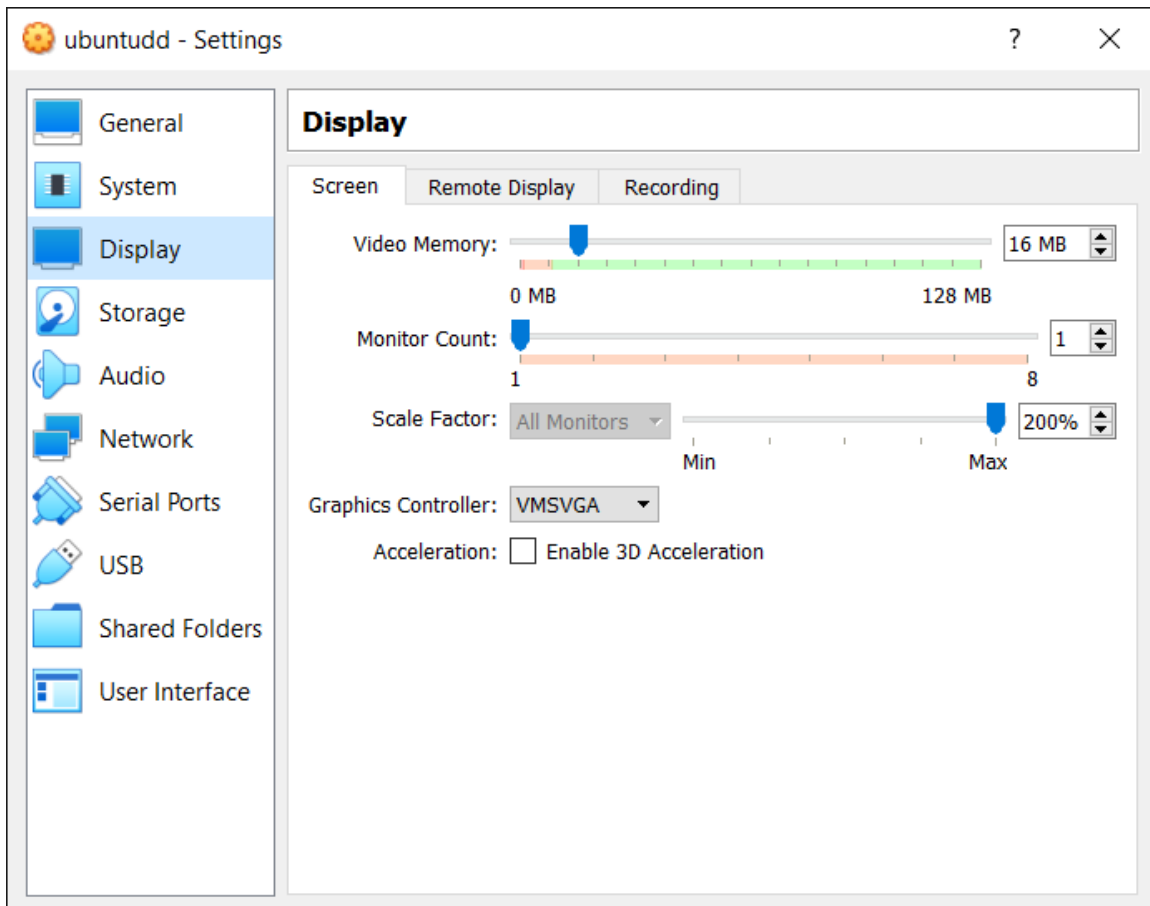 ubuntudd - Settings
?
General
System
Display
Storage
Audio
Network
Serial Ports
USB
Shared Folders
User Interface
Display
Screen
Remote Display
Recording
Video Memory:
16 MB
0 MB
128 MB
Monitor Count:
1
1
8
Scale Factor:
All Monitors
200%
Min
Max
Graphics Controller:
VMSVGA
Acceleration:
Enable 3D Acceleration